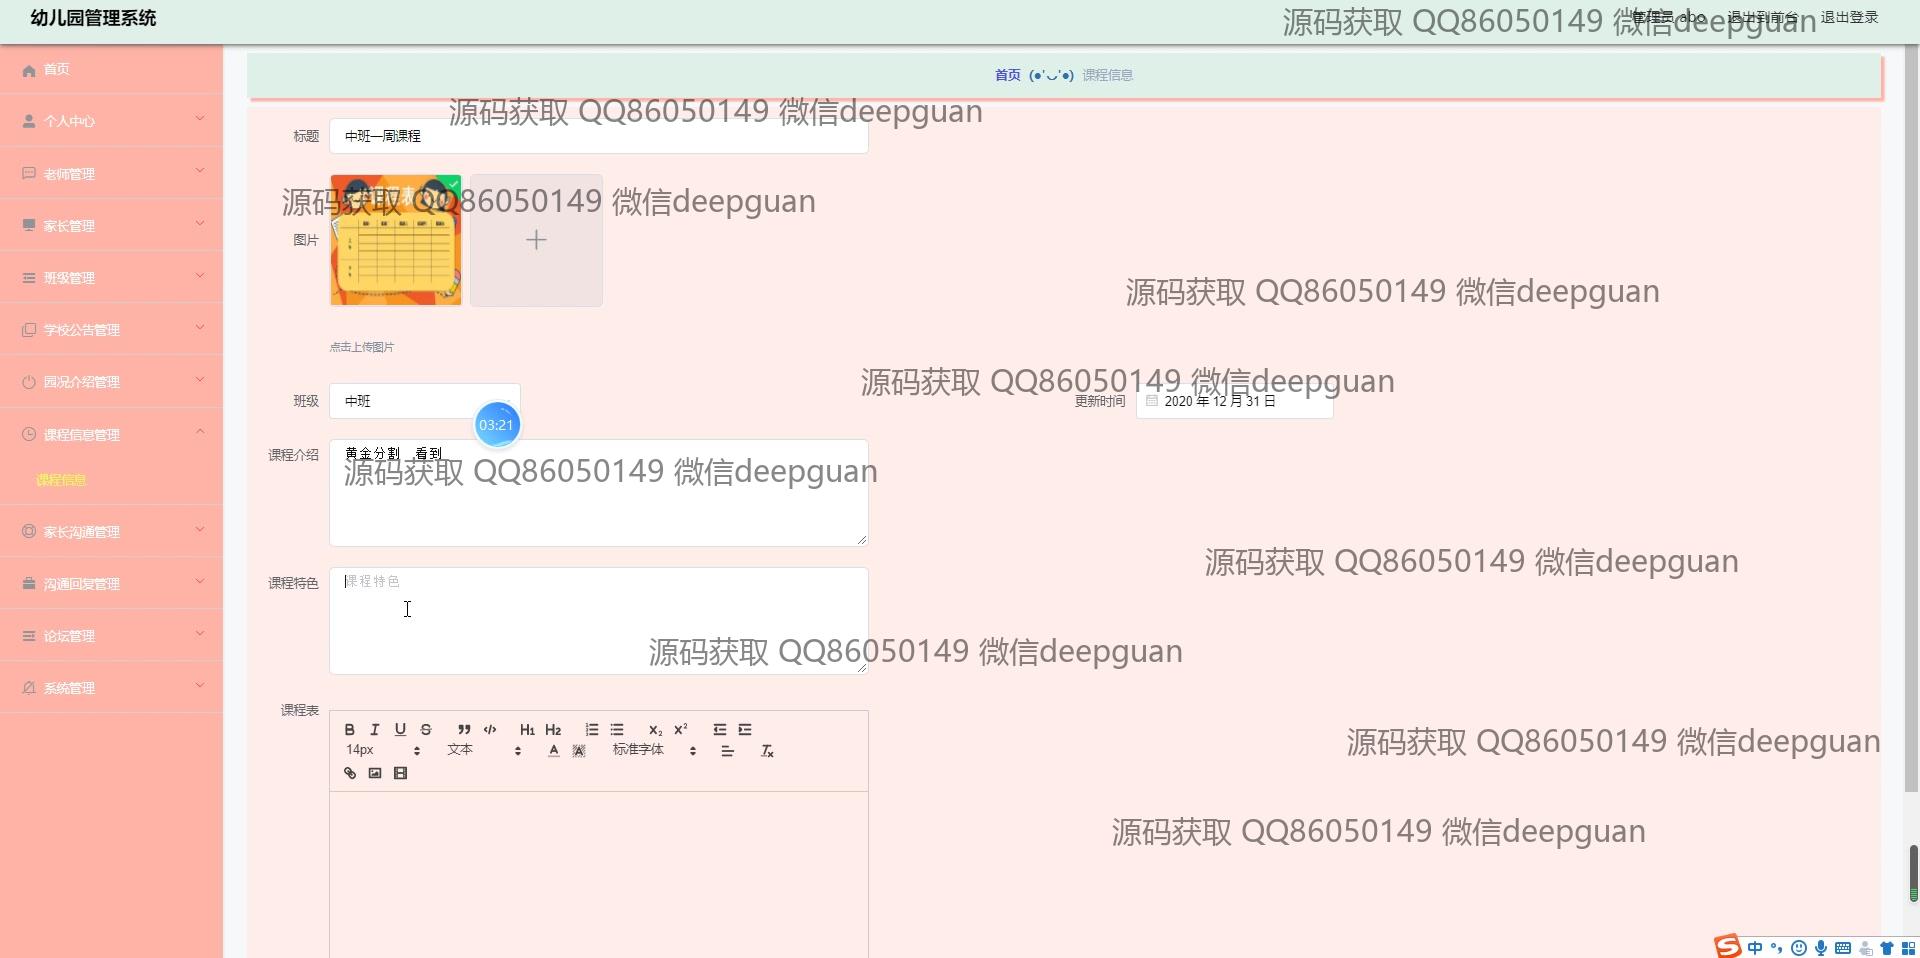 幼儿园管理系统
源码获取 QQ86050149 微信deepguan
管理员 abo 退出到前台 退出登录
首页
首页 (●'◡'●) 课程信息
源码获取 QQ86050149 微信deepguan
个人中心
标题 中班一周课程
老师管理
源码获取 QQ86050149 微信deepguan
家长管理
图片
班级管理
源码获取 QQ86050149 微信deepguan
学校公告管理
点击上传图片
园况介绍管理
源码获取 QQ86050149 微信deepguan
班级 中班
更新时间 2020 年 12 月 31 日
03:21
课程信息管理
课程介绍 黄金分割 看到
源码获取 QQ86050149 微信deepguan
课程信息
家长沟通管理
源码获取 QQ86050149 微信deepguan
沟通回复管理
课程特色 课程特色
论坛管理
源码获取 QQ86050149 微信deepguan
系统管理
课程表
B I U S H1 H2 X2 X2
14px 文本 A A 标准字体 Tx
源码获取 QQ86050149 微信deepguan
源码获取 QQ86050149 微信deepguan
S 中